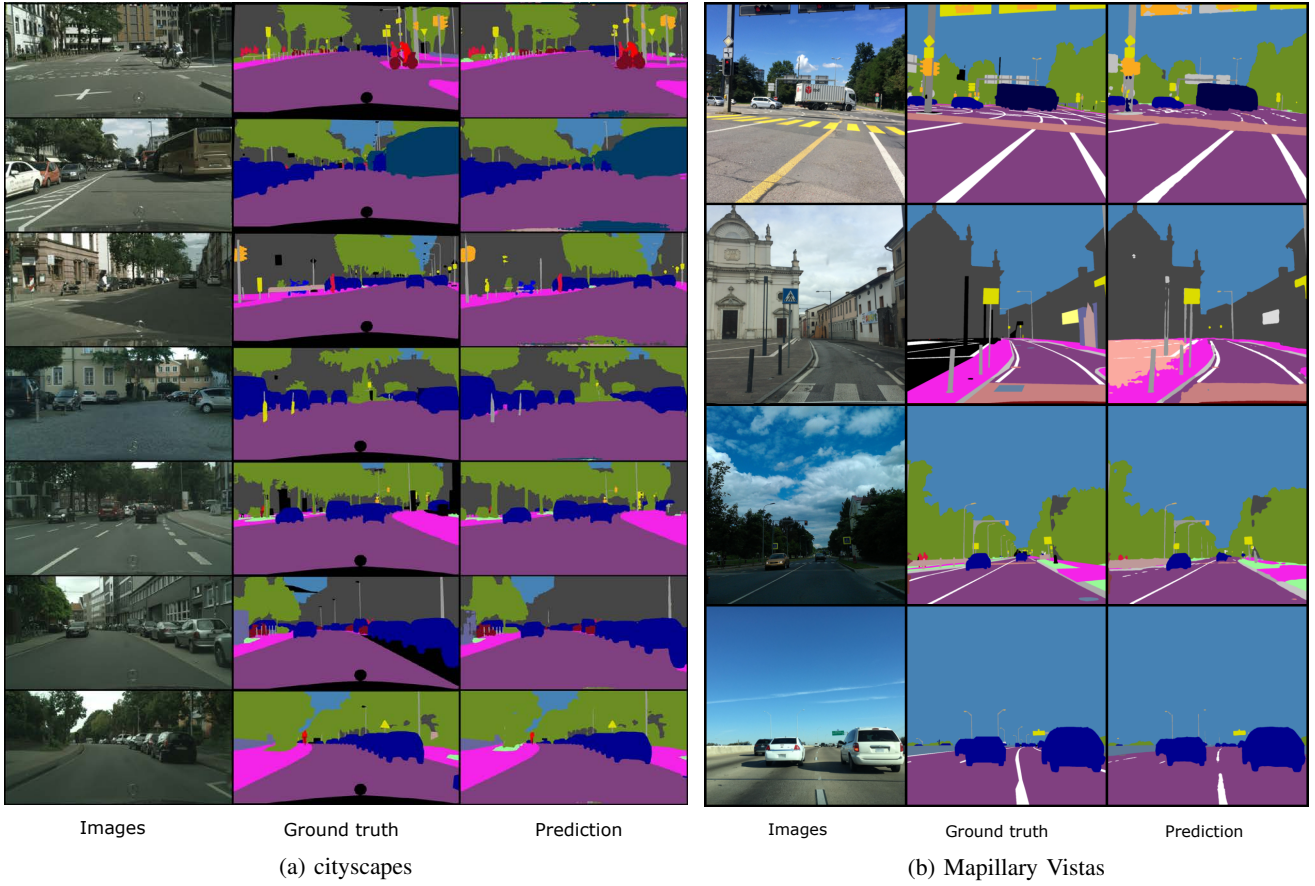 Images Ground truth Prediction
(a) cityscapes
Images Ground truth Prediction
(b) Mapillary Vistas